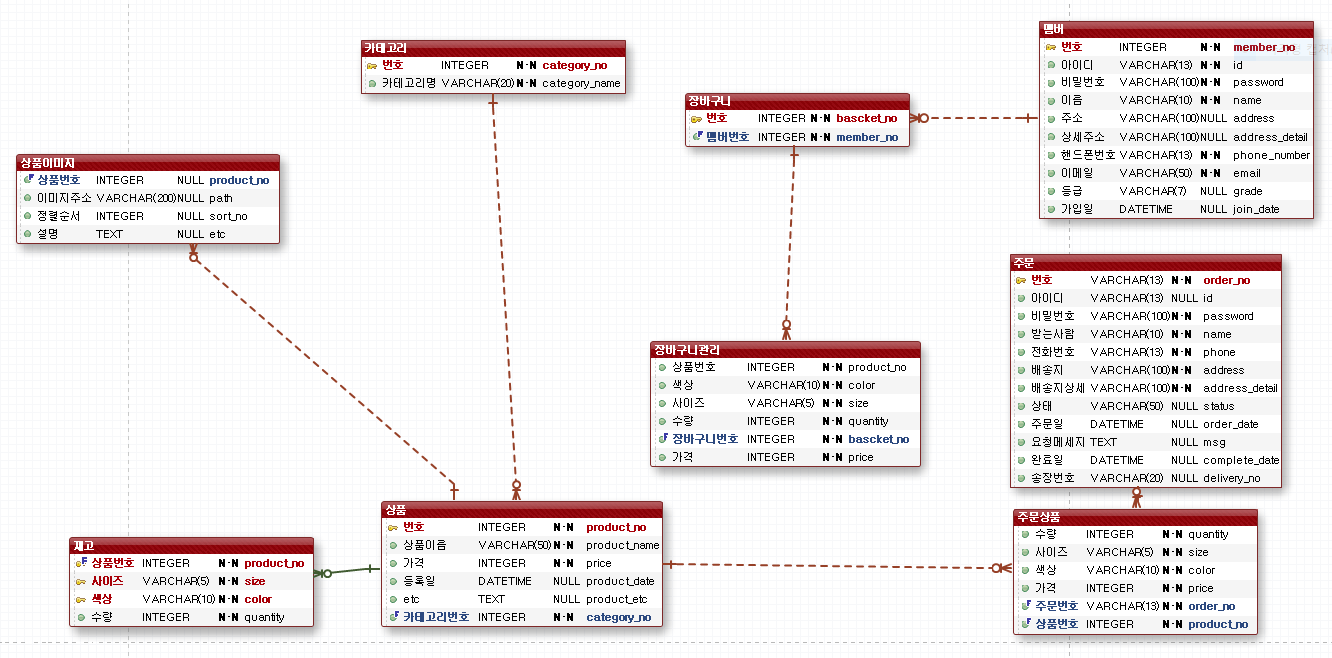 카테고리
번호 INTEGER N-N category_no
카테고리명 VARCHAR(20) N-N category_name
멤버
번호 INTEGER N-N member_no
아이디 VARCHAR(13) N-N id
비밀번호 VARCHAR(100) N-N password
이름 VARCHAR(10) N-N name
주소 VARCHAR(100) NULL address
상세주소 VARCHAR(100) NULL address_detail
핸드폰번호 VARCHAR(13) N-N phone_number
이메일 VARCHAR(50) N-N email
등급 VARCHAR(7) NULL grade
가입일 DATETIME NULL join_date
장바구니
번호 INTEGER N-N bascket_no
멤버번호 INTEGER N-N member_no
상품이미지
상품번호 INTEGER NULL product_no
이미지주소 VARCHAR(200) NULL path
정렬순서 INTEGER NULL sort_no
설명 TEXT NULL etc
주문
번호 VARCHAR(13) N-N order_no
아이디 VARCHAR(13) NULL id
비밀번호 VARCHAR(100) N-N password
받는사람 VARCHAR(10) N-N name
전화번호 VARCHAR(13) N-N phone
배송지 VARCHAR(100) N-N address
배송지상세 VARCHAR(100) N-N address_detail
상태 VARCHAR(50) NULL status
주문일 DATETIME NULL order_date
요청메세지 TEXT NULL msg
완료일 DATETIME NULL complete_date
송장번호 VARCHAR(20) NULL delivery_no
장바구니관리
상품번호 INTEGER N-N product_no
색상 VARCHAR(10) N-N color
사이즈 VARCHAR(5) N-N size
수량 INTEGER N-N quantity
장바구니번호 INTEGER N-N bascket_no
가격 INTEGER N-N price
상품
번호 INTEGER N-N product_no
상품이름 VARCHAR(50) N-N product_name
가격 INTEGER N-N price
등록일 DATETIME NULL product_date
etc TEXT NULL product_etc
카테고리번호 INTEGER N-N category_no
주문상품
수량 INTEGER N-N quantity
사이즈 VARCHAR(5) N-N size
색상 VARCHAR(10) N-N color
가격 INTEGER N-N price
주문번호 VARCHAR(13) N-N order_no
상품번호 INTEGER N-N product_no
재고
상품번호 INTEGER N-N product_no
사이즈 VARCHAR(5) N-N size
색상 VARCHAR(10) N-N color
수량 INTEGER N-N quantity